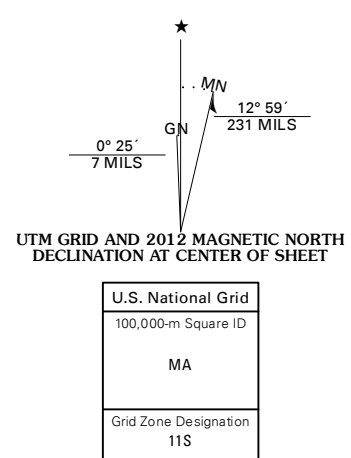 MN
12° 59´
231 MILS
GN
0° 25´
7 MILS
UTM GRID AND 2012 MAGNETIC NORTH
DECLINATION AT CENTER OF SHEET
U.S. National Grid
100,000-m Square ID
MA
Grid Zone Designation
11S